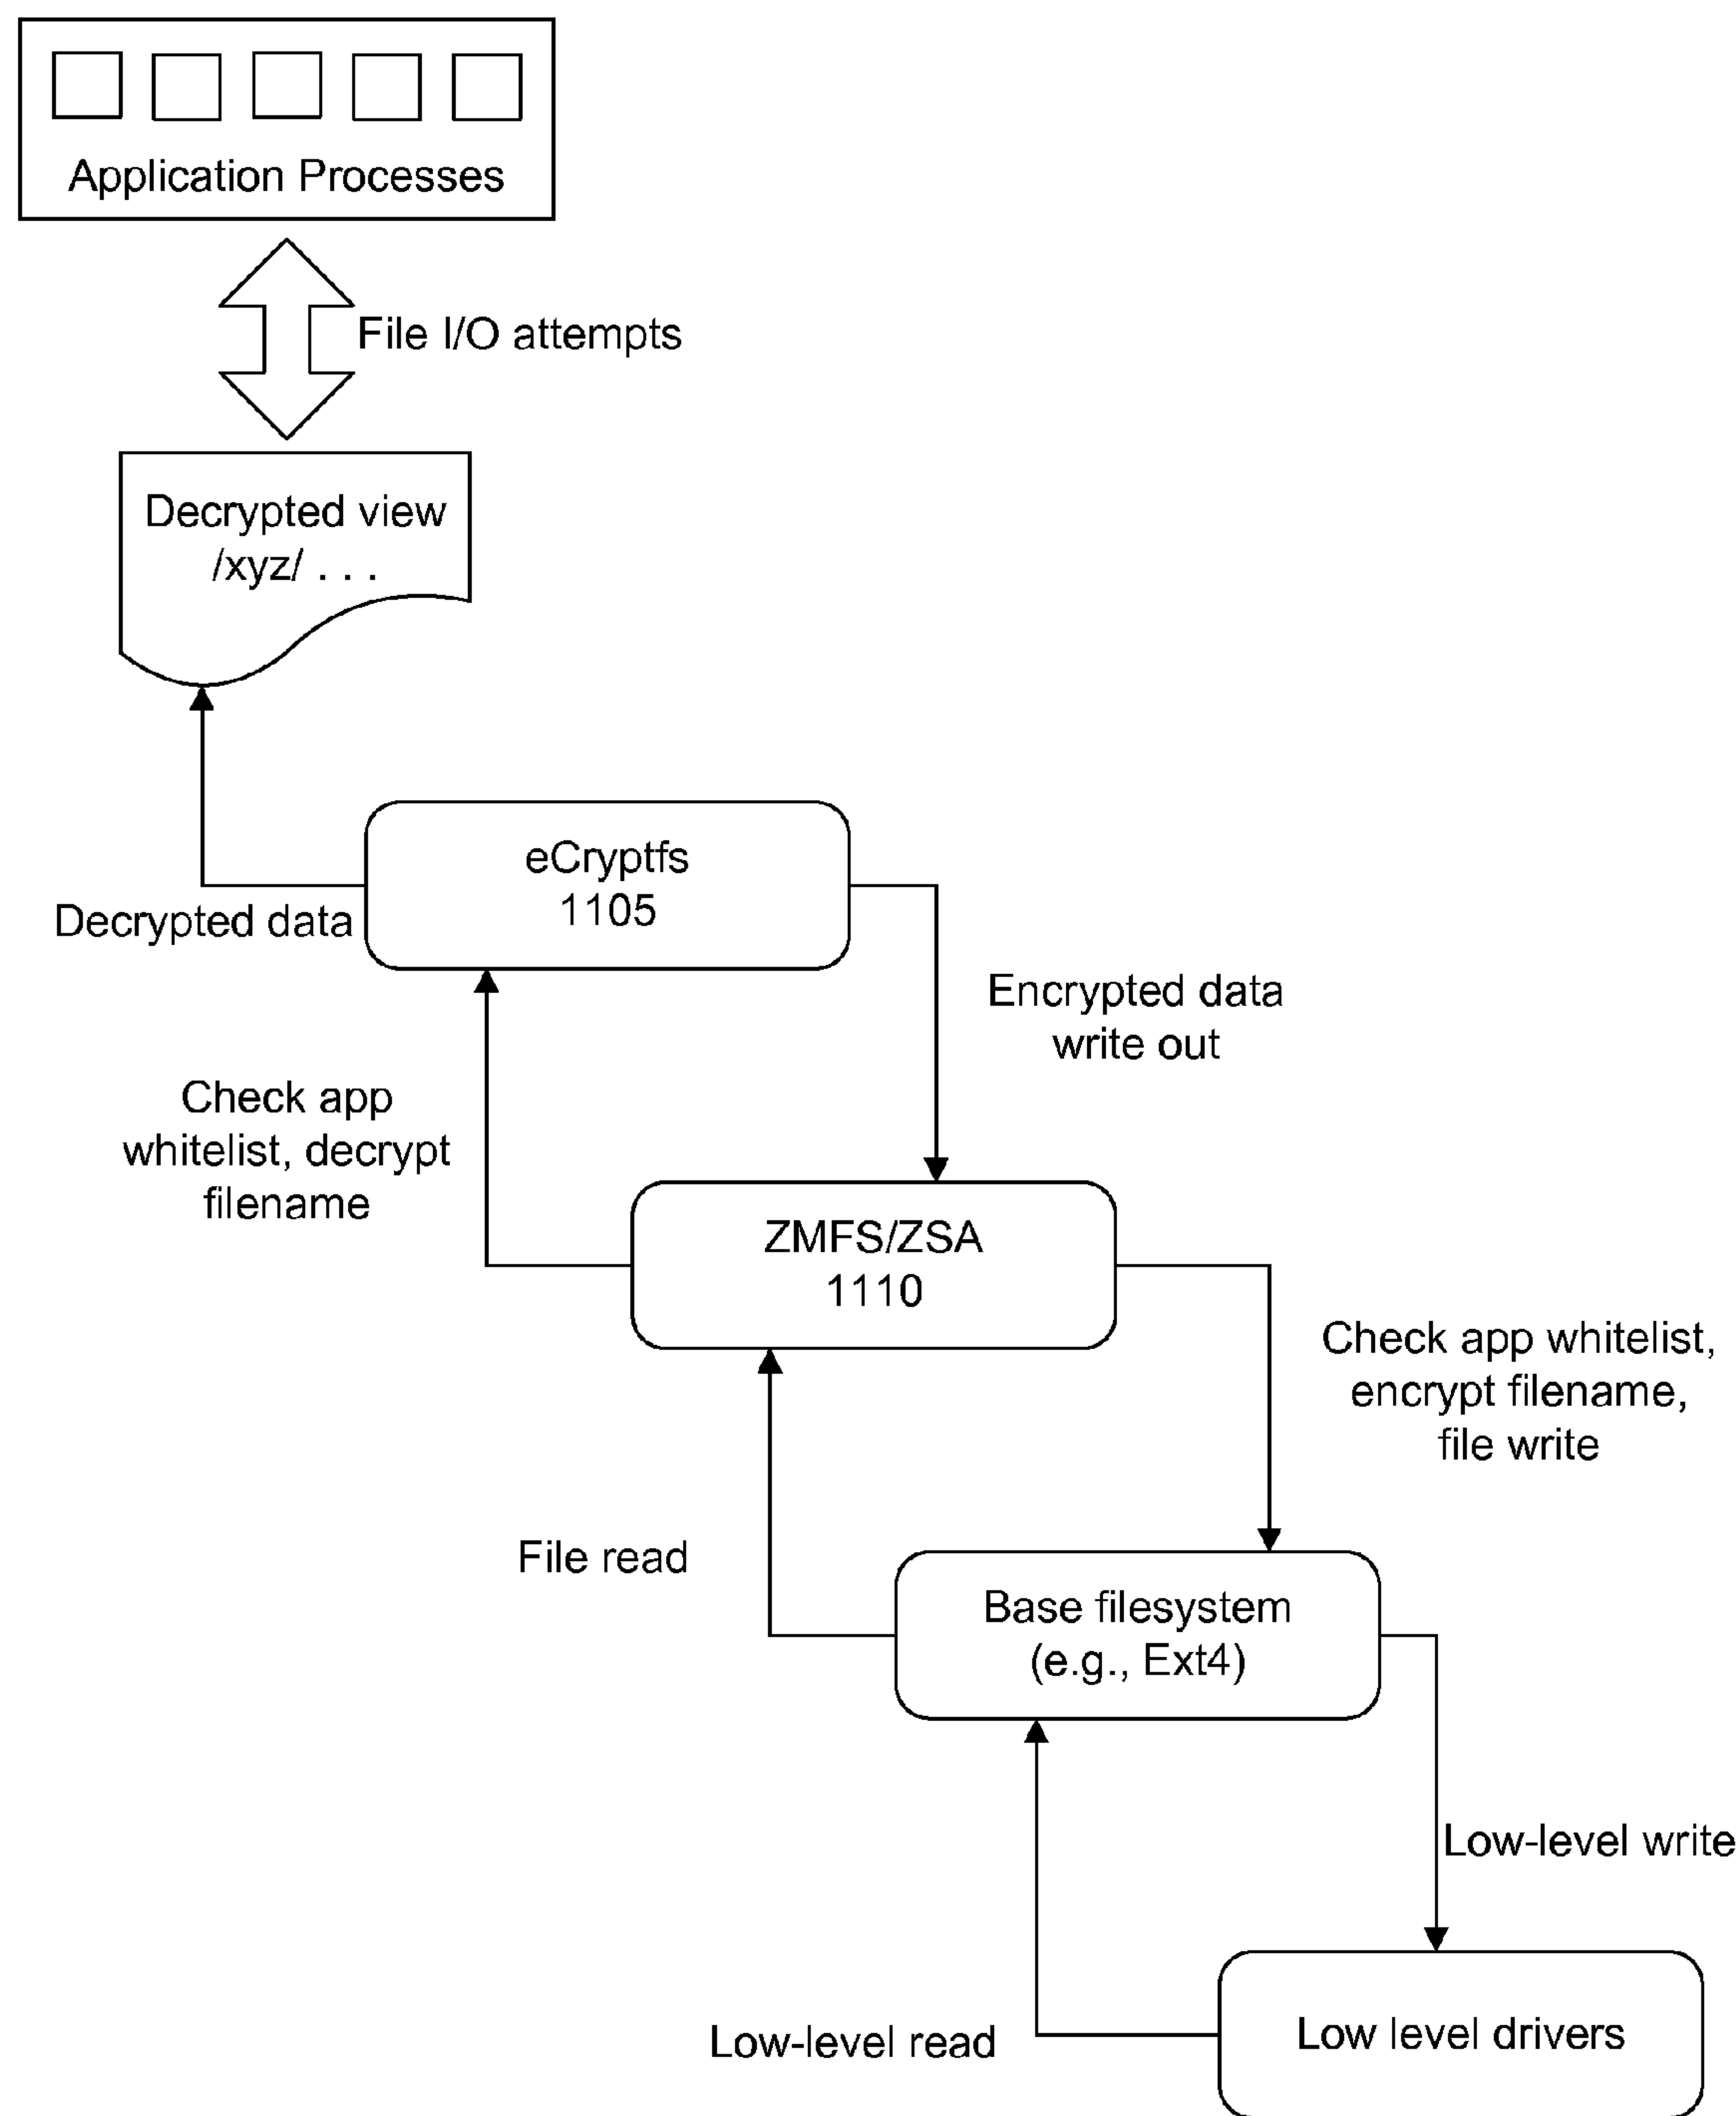 Application Processes
File I/O attempts
Decrypted view
/xyz/ . . .
eCryptfs
1105
Decrypted data
Encrypted data
write out
Check app
whitelist, decrypt
filename
ZMFS/ZSA
1110
Check app whitelist,
encrypt filename,
file write
File read
Base filesystem
(e.g., Ext4)
Low-level write
Low-level read
Low level drivers